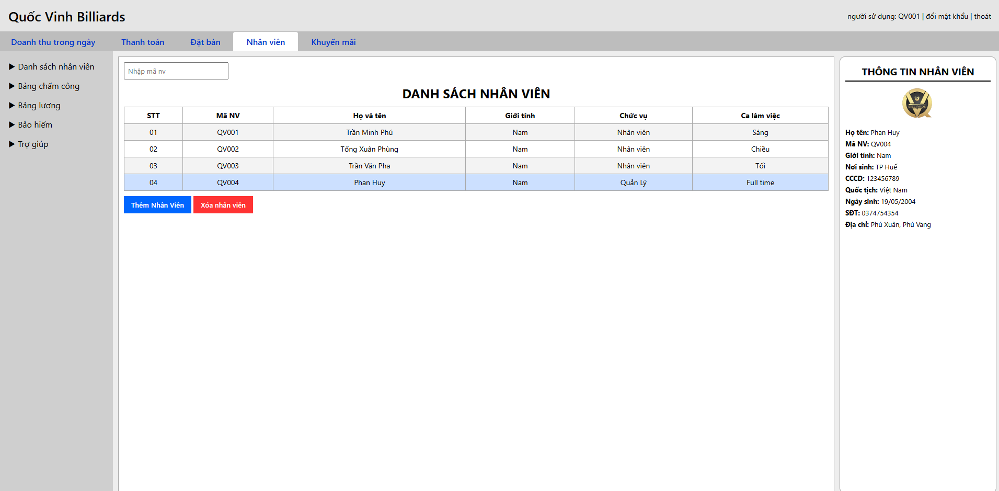 Quốc Vinh Billiards
người sử dụng: QV001 | đổi mật khẩu | thoát
Doanh thu trong ngày Thanh toán Đặt bàn Nhân viên Khuyến mãi
▶ Danh sách nhân viên
▶ Bảng chấm công
▶ Bảng lương
▶ Bảo hiểm
▶ Trợ giúp
Nhập mã nv
DANH SÁCH NHÂN VIÊN
STT Mã NV Họ và tên Giới tính Chức vụ Ca làm việc
01 QV001 Trần Minh Phú Nam Nhân viên Sáng
02 QV002 Tống Xuân Phùng Nam Nhân viên Chiều
03 QV003 Trần Văn Pha Nam Nhân viên Tối
04 QV004 Phan Huy Nam Quản Lý Full time
Thêm Nhân Viên Xóa nhân viên
THÔNG TIN NHÂN VIÊN
BILLIARDS
Họ tên: Phan Huy
Mã NV: QV004
Giới tính: Nam
Nơi sinh: TP Huế
CCCD: 123456789
Quốc tịch: Việt Nam
Ngày sinh: 19/05/2004
SĐT: 0374754354
Địa chỉ: Phú Xuân, Phú Vang